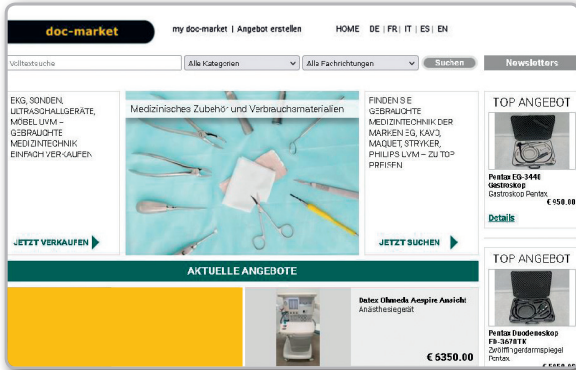 doc-market
my doc-market | Angebot erstellen
HOME DE | FR | IT | ES | EN
Volltextsuche
Alle Kategorien
Alle Fachrichtungen
Suchen
Newsletters
EKG, SONDEN,
ULTRASCHALLGERÄTE,
MÖBEL UVM –
GEBRAUCHTE
MEDIZINTECHNIK
EINFACH VERKAUFEN
JETZT VERKAUFEN
Medizinisches Zubehör und Verbrauchsmaterialien
FINDEN SIE
GEBRAUCHTE
MEDIZINTECHNIK DER
MARKEN EG, KAVO,
MAQUET, STRYKER,
PHILIPS UVM – ZU TOP
PREISEN
JETZT SUCHEN
TOP ANGEBOT
Pentax EG-3440
Gastroskop
Gastroskop Pentax
€ 950.00
Details
AKTUELLE ANGEBOTE
Datex Ohmeda Aespire Ansicht
Anästhesiegerät
€ 6350.00
TOP ANGEBOT
Pentax Duodenoskop
ED-3670TK
Zwölffingerdarmspiegel
Pentax